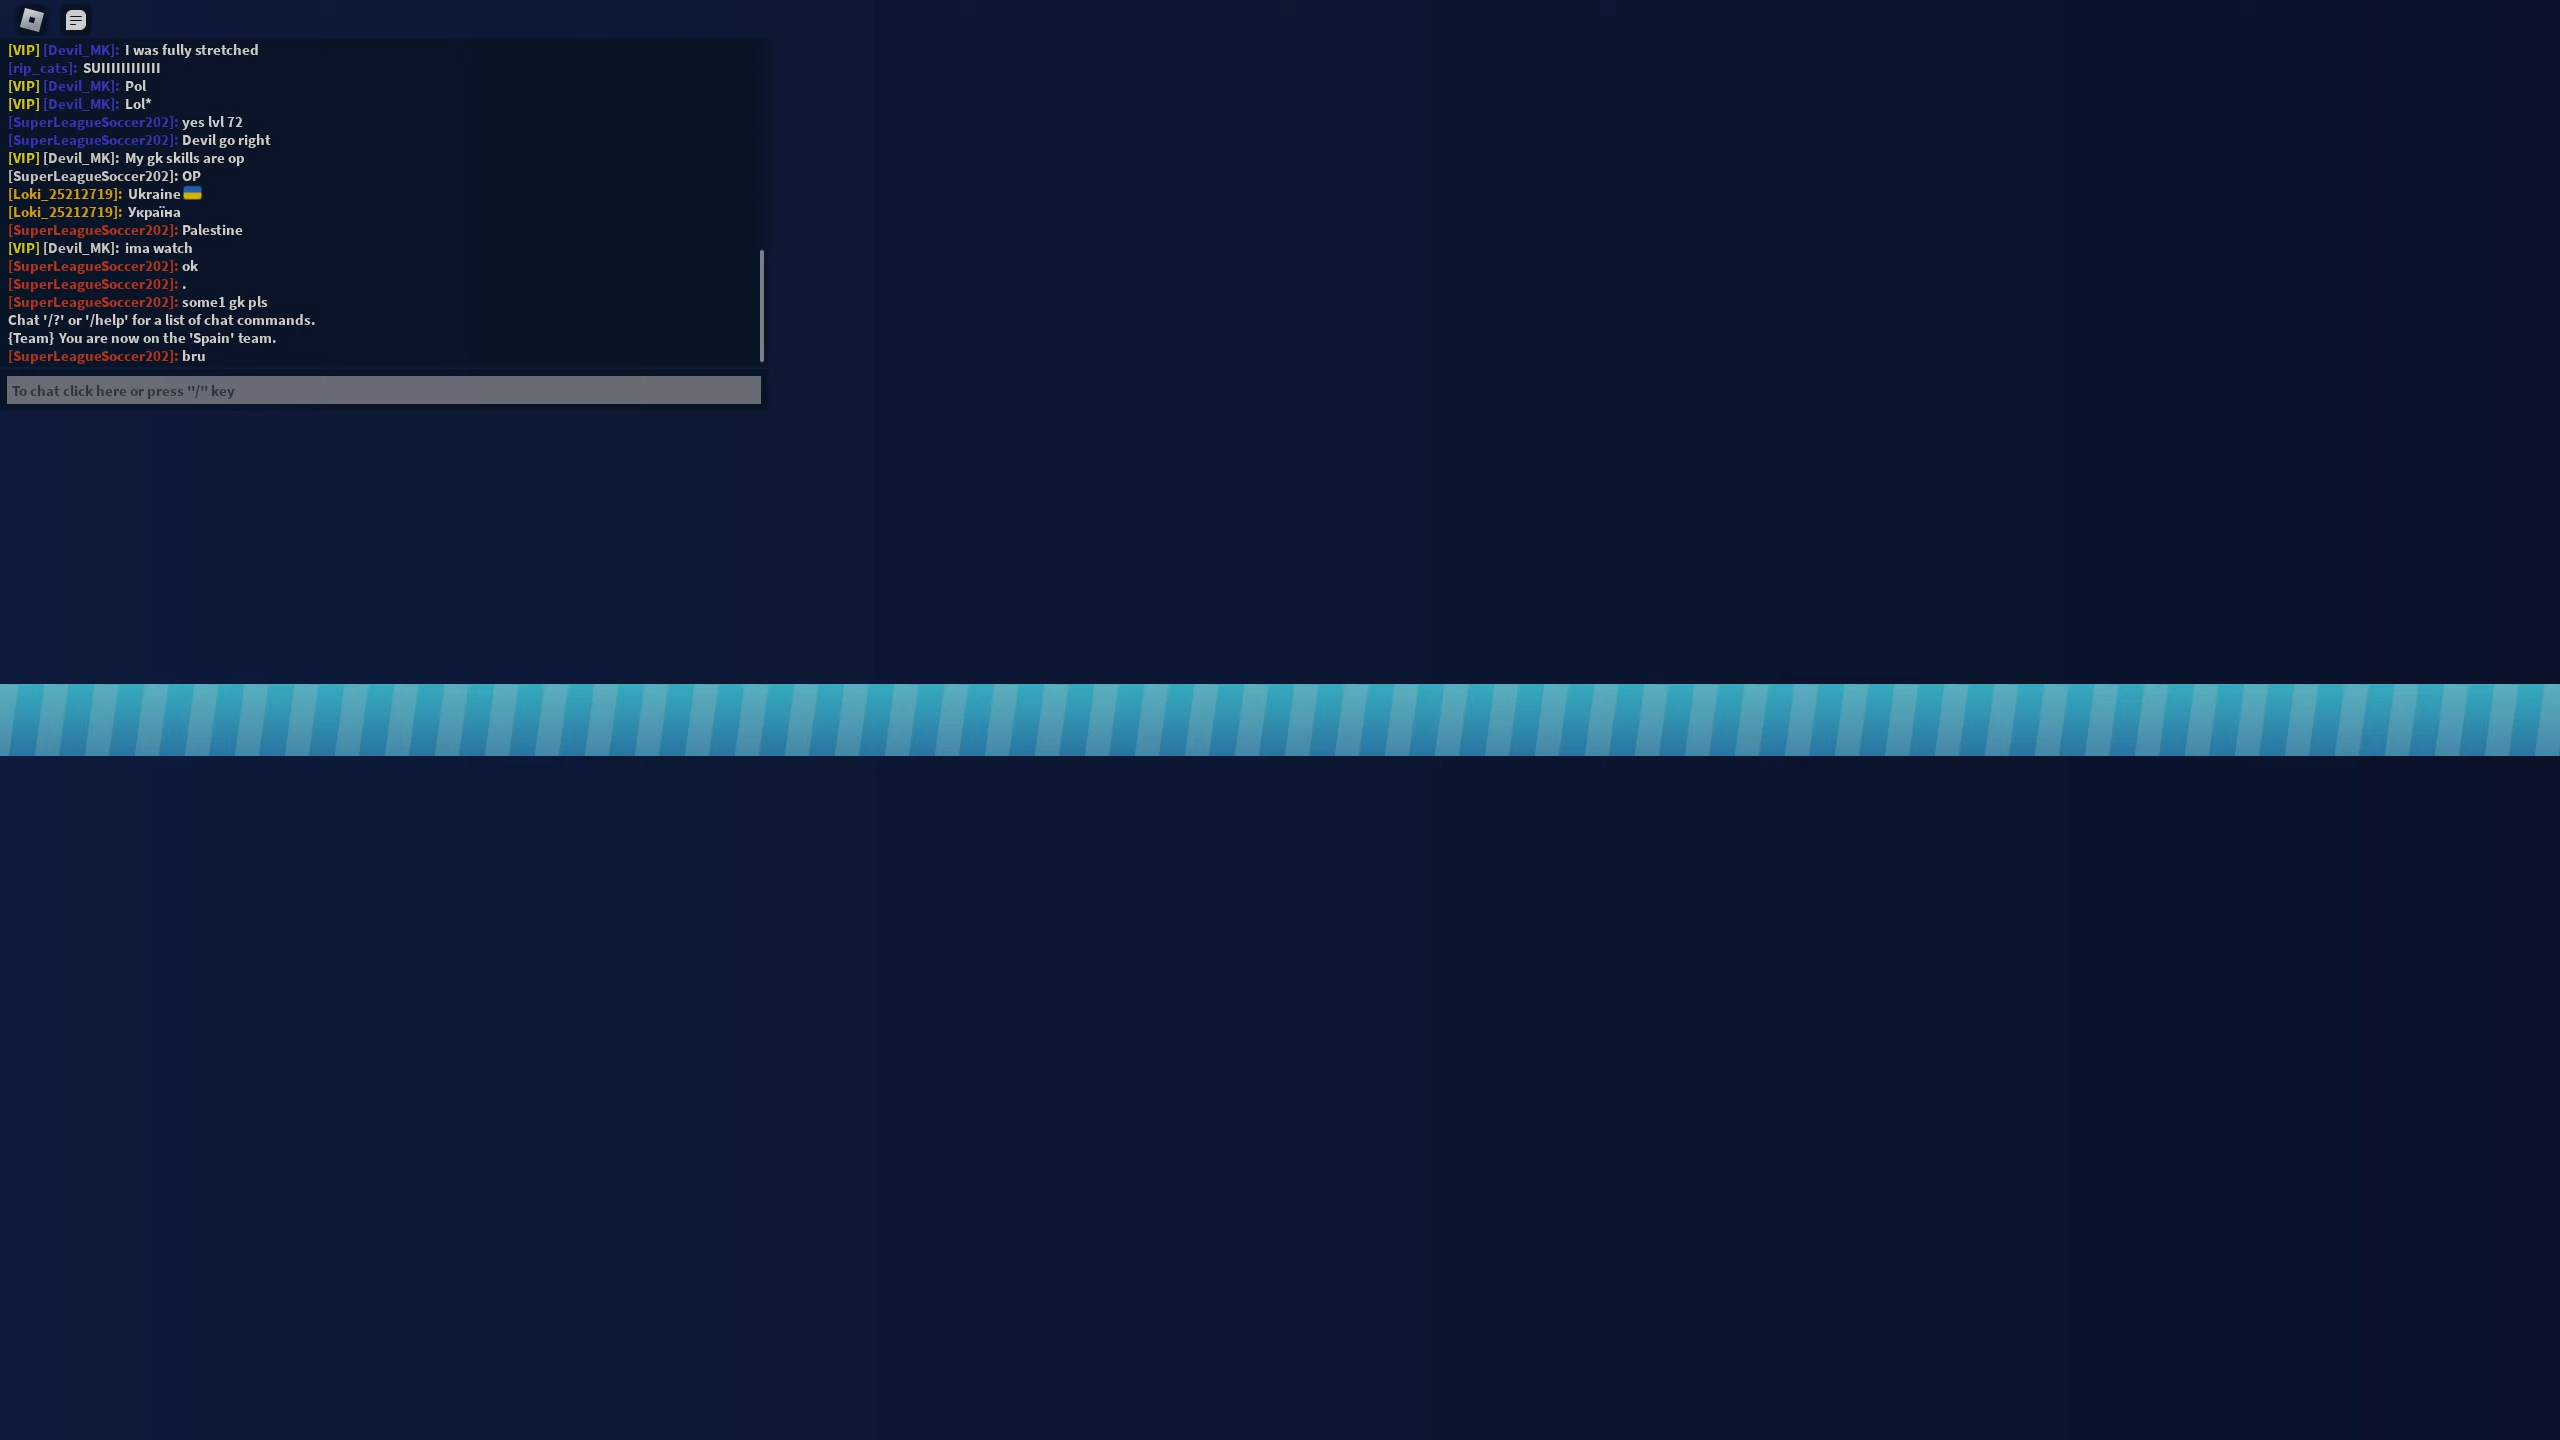 [VIP] [Devil_MK]: I was fully stretched
[rip_cats]: SUIIIIIIIIIIII
[VIP] [Devil_MK]: Pol
[VIP] [Devil_MK]: Lol*
[SuperLeagueSoccer202]: yes lvl 72
[SuperLeagueSoccer202]: Devil go right
[VIP] [Devil_MK]: My gk skills are op
[SuperLeagueSoccer202]: OP
[Loki_25212719]: Ukraine🇺🇦
[Loki_25212719]: Україна
[SuperLeagueSoccer202]: Palestine
[VIP] [Devil_MK]: ima watch
[SuperLeagueSoccer202]: ok
[SuperLeagueSoccer202]: .
[SuperLeagueSoccer202]: some1 gk pls
Chat '/?' or '/help' for a list of chat commands.
{Team} You are now on the 'Spain' team.
[SuperLeagueSoccer202]: bru
To chat click here or press "/" key